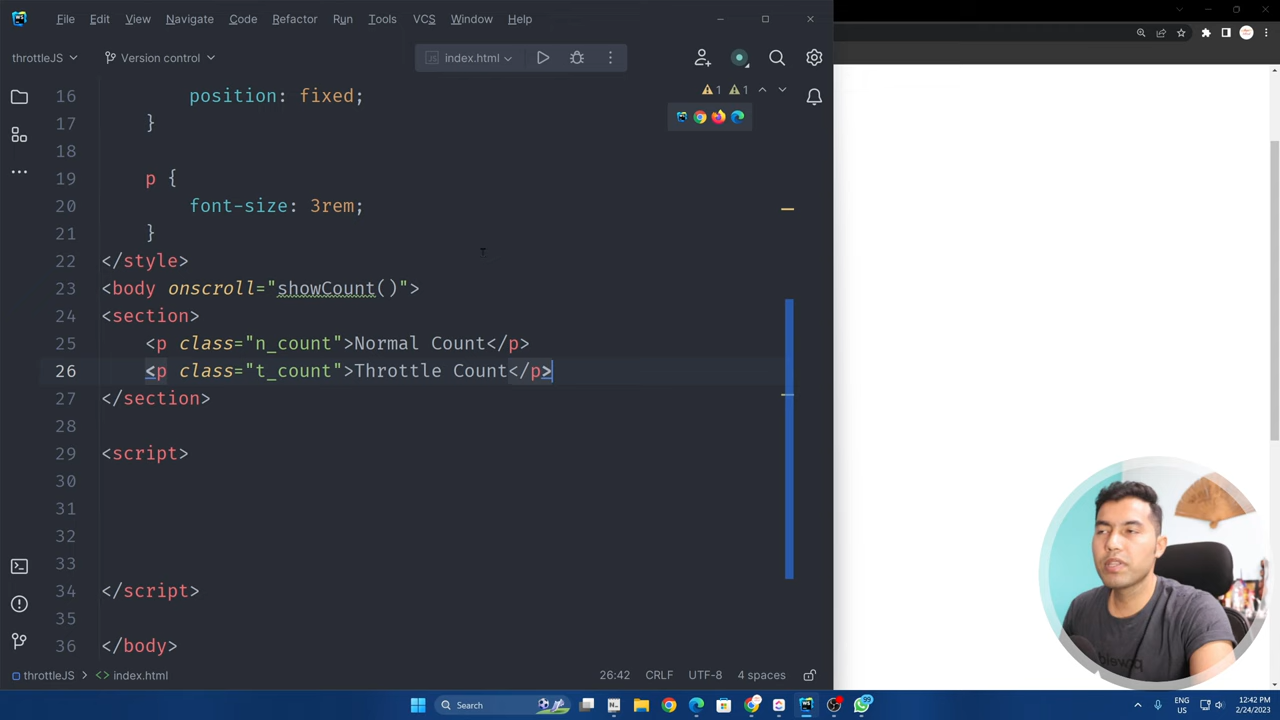 File Edit View Navigate Code Refactor Run Tools VCS Window Help
throttleJS Version control index.html
16 position: fixed;
17 }
18
19 p {
20 font-size: 3rem;
21 }
22 </style>
23 <body onscroll="showCount()">
24 <section>
25 <p class="n_count">Normal Count</p>
26 <p class="t_count">Throttle Count</p>
27 </section>
28
29 <script>
30
31
32
33
34 </script>
35
36 </body>
1 1
throttleJS > index.html 26:42 CRLF UTF-8 4 spaces
Search
ENG
US
12:42 PM
2/24/2023